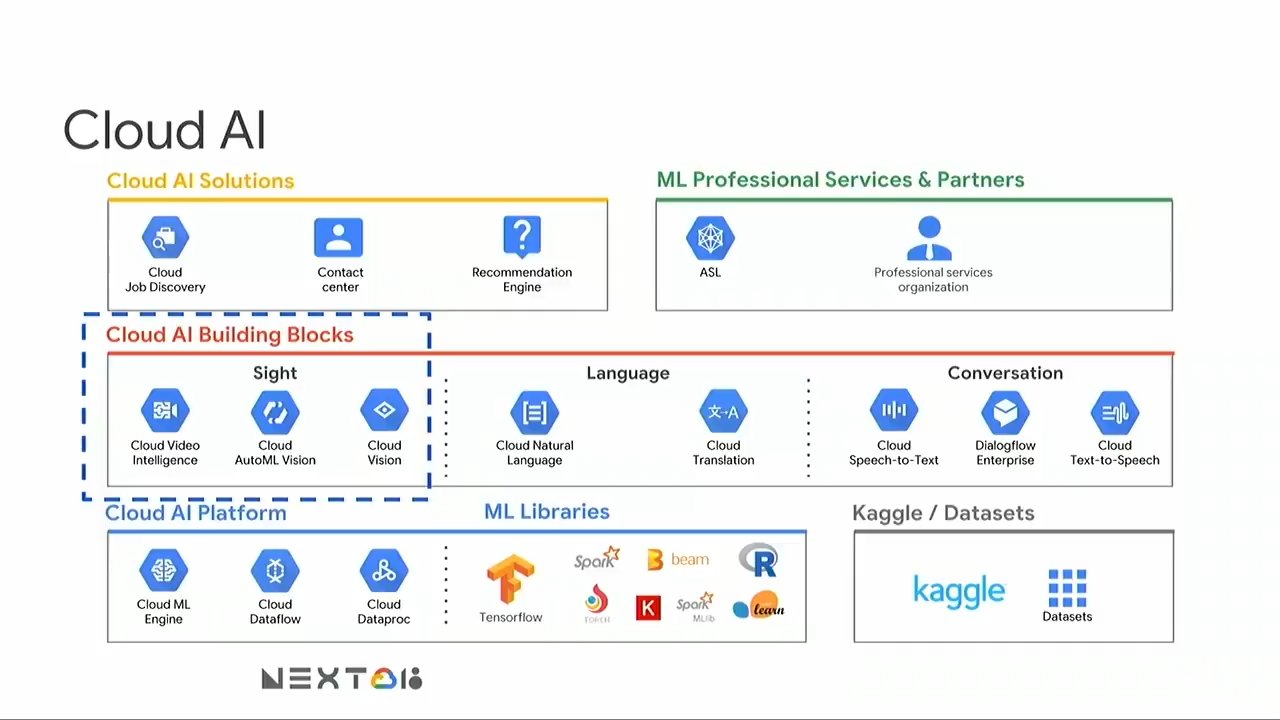 Cloud AI
Cloud AI Solutions
Cloud
Job Discovery
Contact
center
?
Recommendation
Engine
ML Professional Services & Partners
ASL
Professional services
organization
Cloud AI Building Blocks
Sight
Cloud Video
Intelligence
Cloud
AutoML Vision
Cloud
Vision
Language
Cloud Natural
Language
文→A
Cloud
Translation
Conversation
Cloud
Speech-to-Text
Dialogflow
Enterprise
Cloud
Text-to-Speech
Cloud AI Platform
Cloud ML
Engine
Cloud
Dataflow
Cloud
Dataproc
ML Libraries
Tensorflow
Spark
B beam
R
TORCH
K
Spark
MLlib
learn
Kaggle / Datasets
kaggle
Datasets
NEXT 18